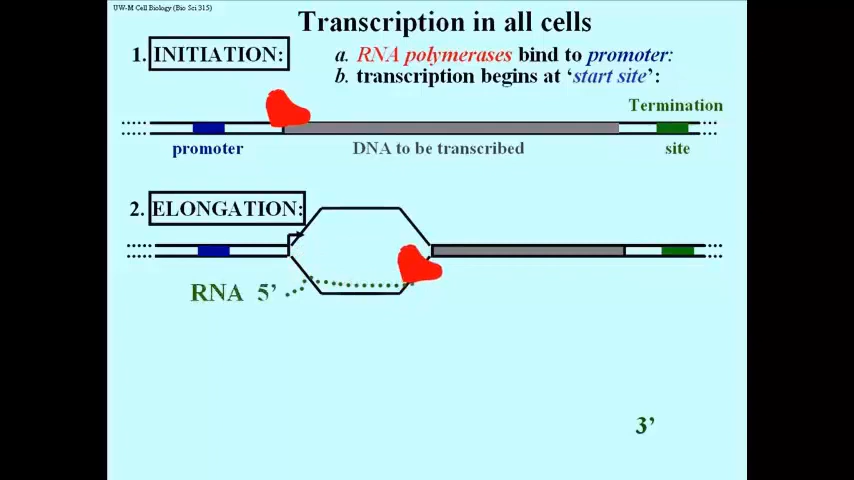 UW-M Cell Biology (Bio Sci 315)
Transcription in all cells
1. INITIATION:
a. RNA polymerases bind to promoter:
b. transcription begins at ‘start site’:
Termination
promoter DNA to be transcribed site
2. ELONGATION:
RNA 5’
3’